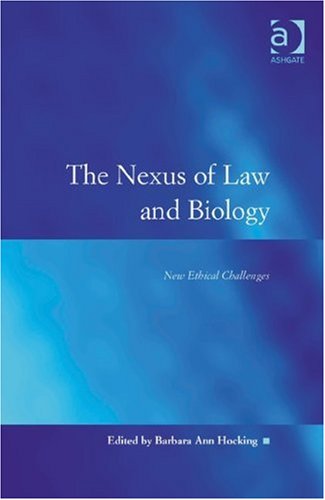 a
ASHGATE
The Nexus of Law
and Biology
New Ethical Challenges
Edited by Barbara Ann Hocking